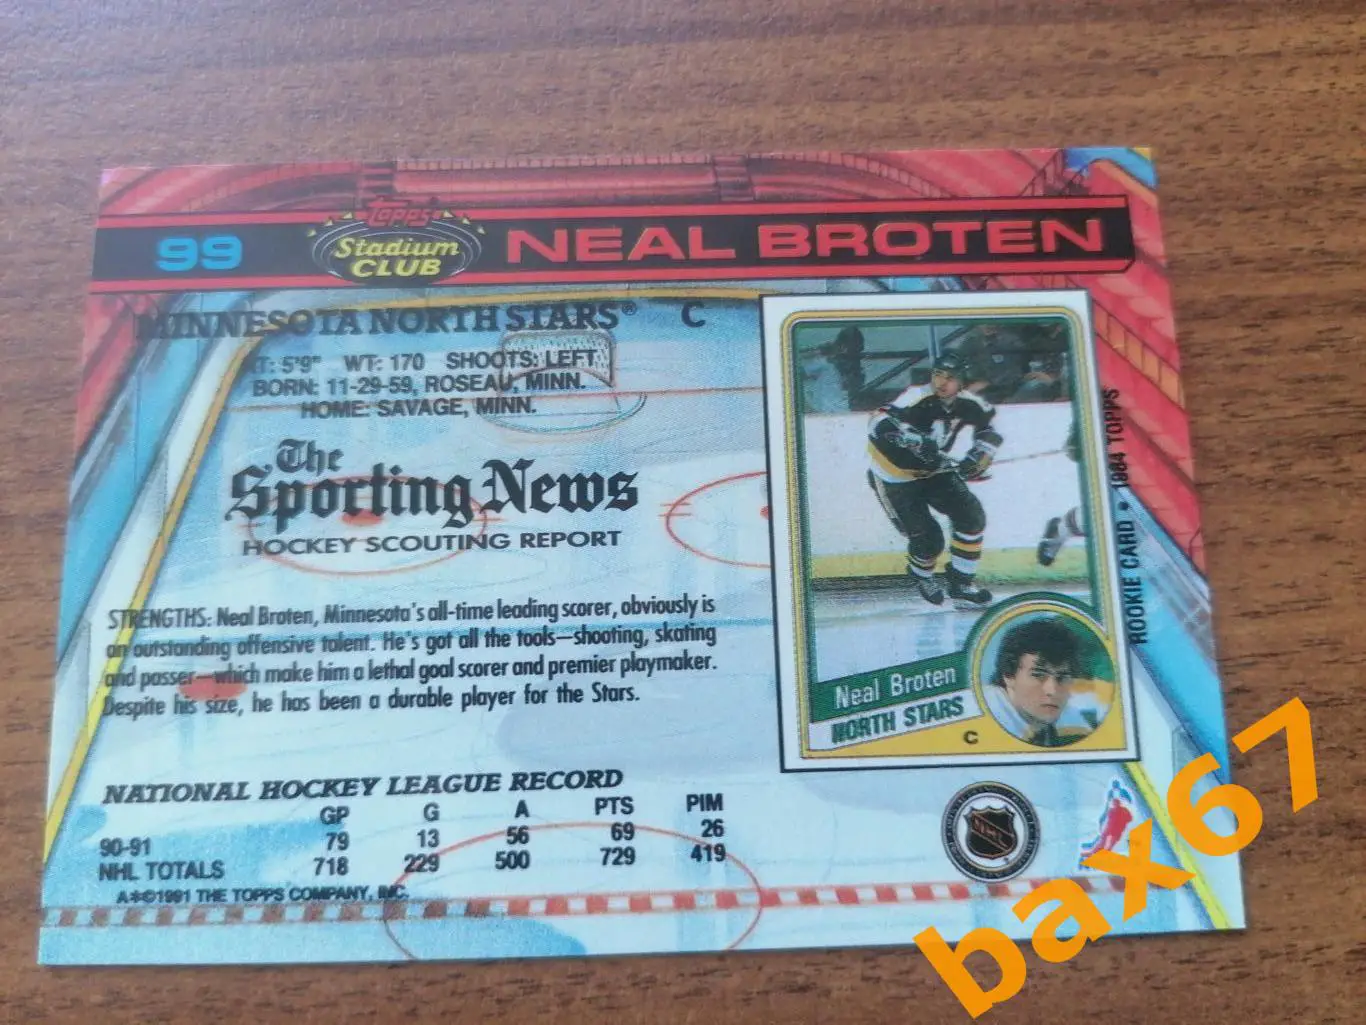 99
Topps
Stadium
CLUB
NEAL BROTEN
MINNESOTA NORTH STARS® C
HT: 5'9" WT: 170 SHOOTS: LEFT
BORN: 11-29-59, ROSEAU, MINN.
HOME: SAVAGE, MINN.
The
Sporting News
HOCKEY SCOUTING REPORT
STRENGTHS: Neal Broten, Minnesota's all-time leading scorer, obviously is
an outstanding offensive talent. He's got all the tools—shooting, skating
and passer—which make him a lethal goal scorer and premier playmaker.
Despite his size, he has been a durable player for the Stars.
Neal Broten
NORTH STARS
C
ROOKIE CARD • 1984 TOPPS
NATIONAL HOCKEY LEAGUE RECORD
GP G A PTS PIM
90-91 79 13 56 69 26
NHL TOTALS 718 229 500 729 419
A✻©1991 THE TOPPS COMPANY, INC.
NHL
bax67